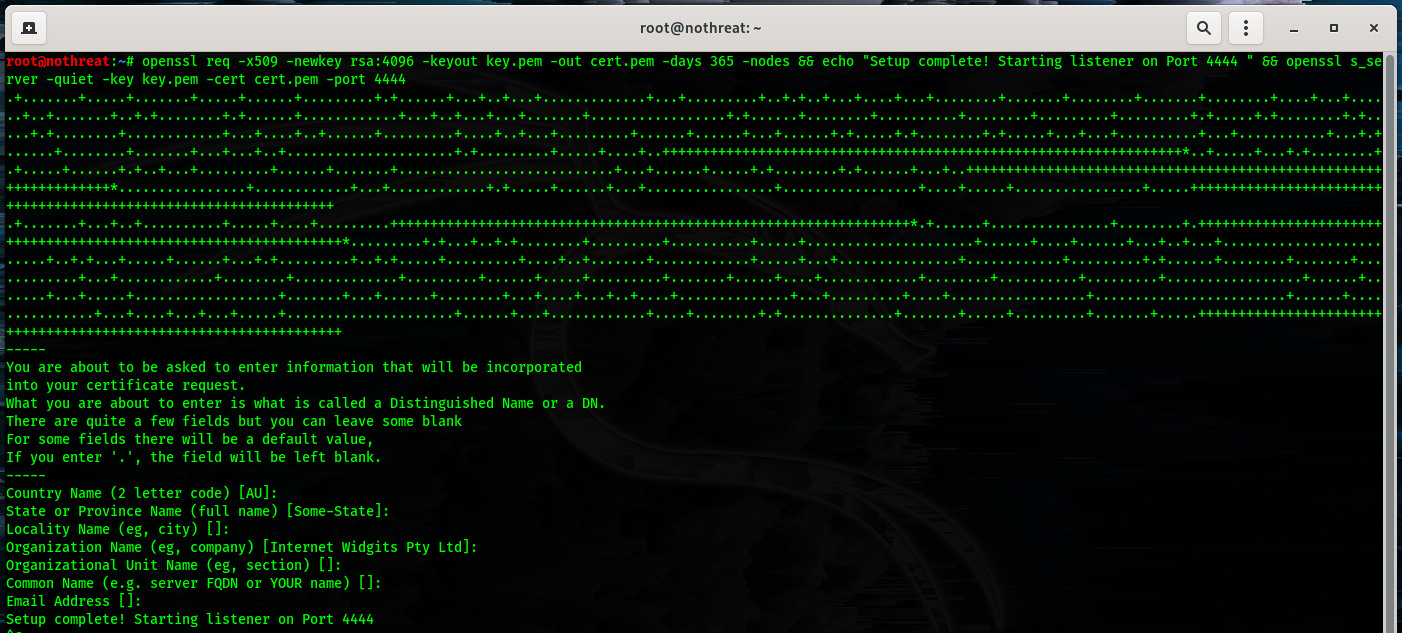 root@nothreat: ~
root@nothreat:~# openssl req -x509 -newkey rsa:4096 -keyout key.pem -out cert.pem -days 365 -nodes && echo "Setup complete! Starting listener on Port 4444 " && openssl s_se
rver -quiet -key key.pem -cert cert.pem -port 4444
-----
You are about to be asked to enter information that will be incorporated
into your certificate request.
What you are about to enter is what is called a Distinguished Name or a DN.
There are quite a few fields but you can leave some blank
For some fields there will be a default value,
If you enter '.', the field will be left blank.
-----
Country Name (2 letter code) [AU]:
State or Province Name (full name) [Some-State]:
Locality Name (eg, city) []:
Organization Name (eg, company) [Internet Widgits Pty Ltd]:
Organizational Unit Name (eg, section) []:
Common Name (e.g. server FQDN or YOUR name) []:
Email Address []:
Setup complete! Starting listener on Port 4444